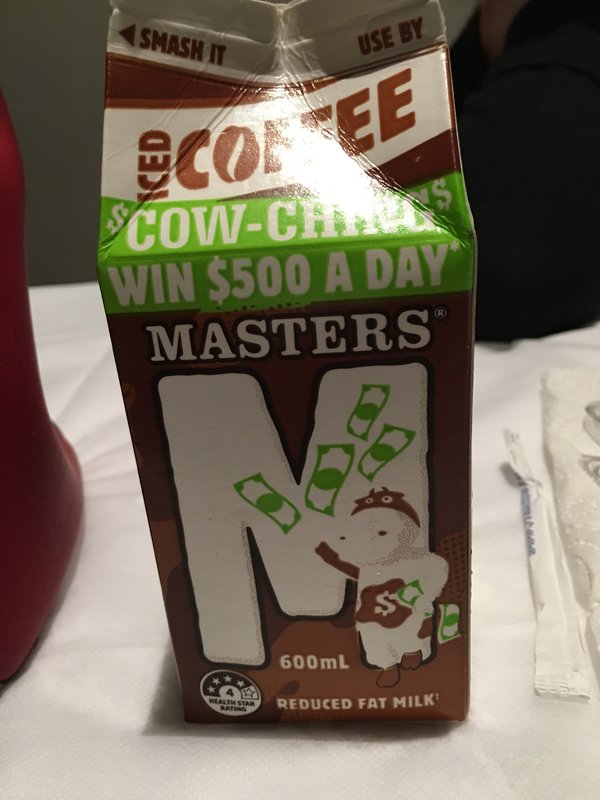 SMASH IT
USE BY
ICED
COFFEE
$COW-CHING$
WIN $500 A DAY*
MASTERS®
M
$
600mL
4
HEALTH STAR
RATING
REDUCED FAT MILK†